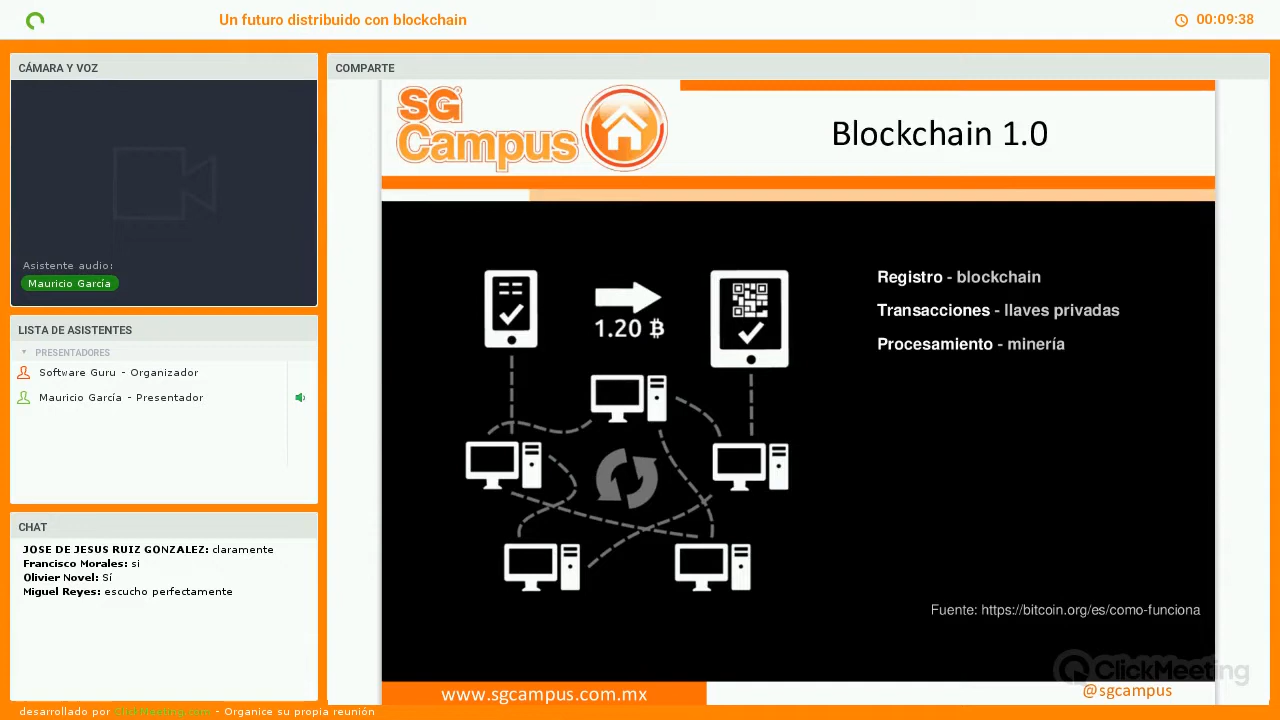 Un futuro distribuido con blockchain
00:09:38
CÁMARA Y VOZ
Asistente audio:
Mauricio García
LISTA DE ASISTENTES
PRESENTADORES
Software Guru - Organizador
Mauricio García - Presentador
CHAT
JOSE DE JESUS RUIZ GONZALEZ: claramente
Francisco Morales: si
Olivier Novel: Sí
Miguel Reyes: escucho perfectamente
desarrollado por ClickMeeting.com - Organice su propia reunión
COMPARTE
SG
Campus
Blockchain 1.0
1.20 ₿
Registro - blockchain
Transacciones - llaves privadas
Procesamiento - minería
Fuente: https://bitcoin.org/es/como-funciona
ClickMeeting
www.sgcampus.com.mx
@sgcampus